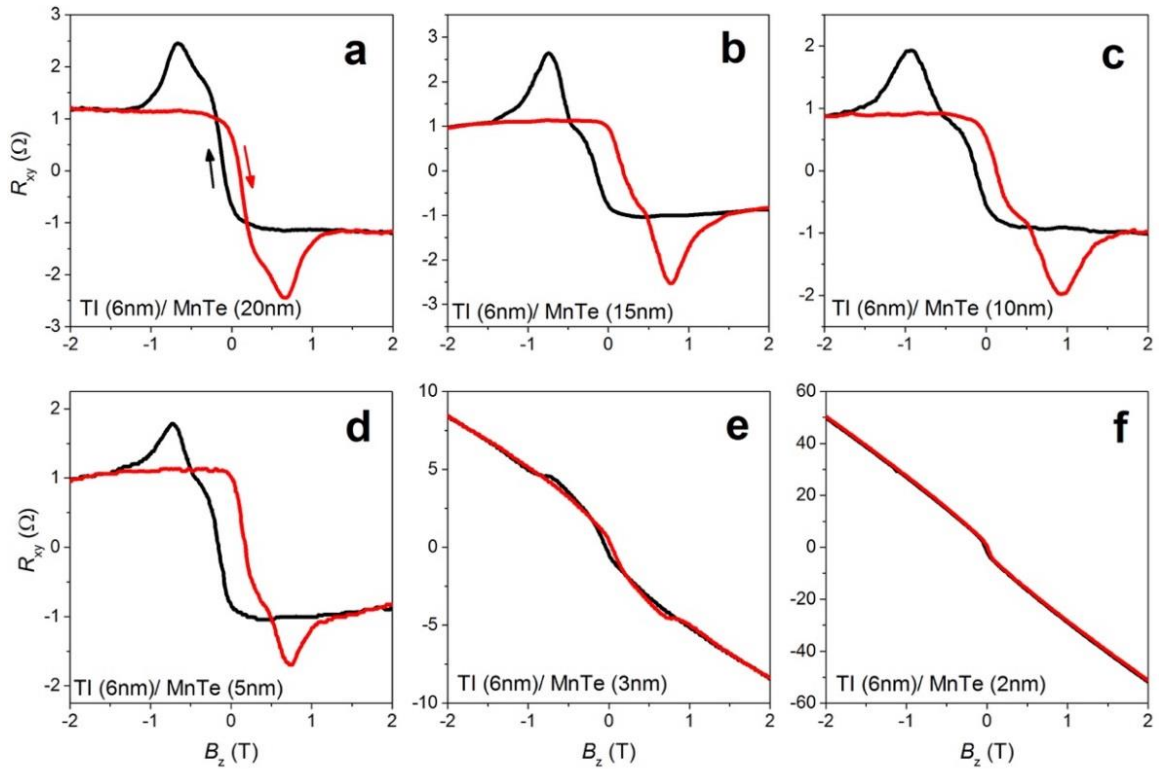 a
R_xy (Ω)
3
2
1
0
-1
-2
-3
TI (6nm)/ MnTe (20nm)
-2 -1 0 1 2
b
3
2
1
0
-1
-2
-3
TI (6nm)/ MnTe (15nm)
-2 -1 0 1 2
c
2
1
0
-1
-2
TI (6nm)/ MnTe (10nm)
-2 -1 0 1 2
d
R_xy (Ω)
2
1
0
-1
-2
TI (6nm)/ MnTe (5nm)
-2 -1 0 1 2
B_z (T)
e
10
5
0
-5
-10
TI (6nm)/ MnTe (3nm)
-2 -1 0 1 2
B_z (T)
f
60
40
20
0
-20
-40
-60
TI (6nm)/ MnTe (2nm)
-2 -1 0 1 2
B_z (T)